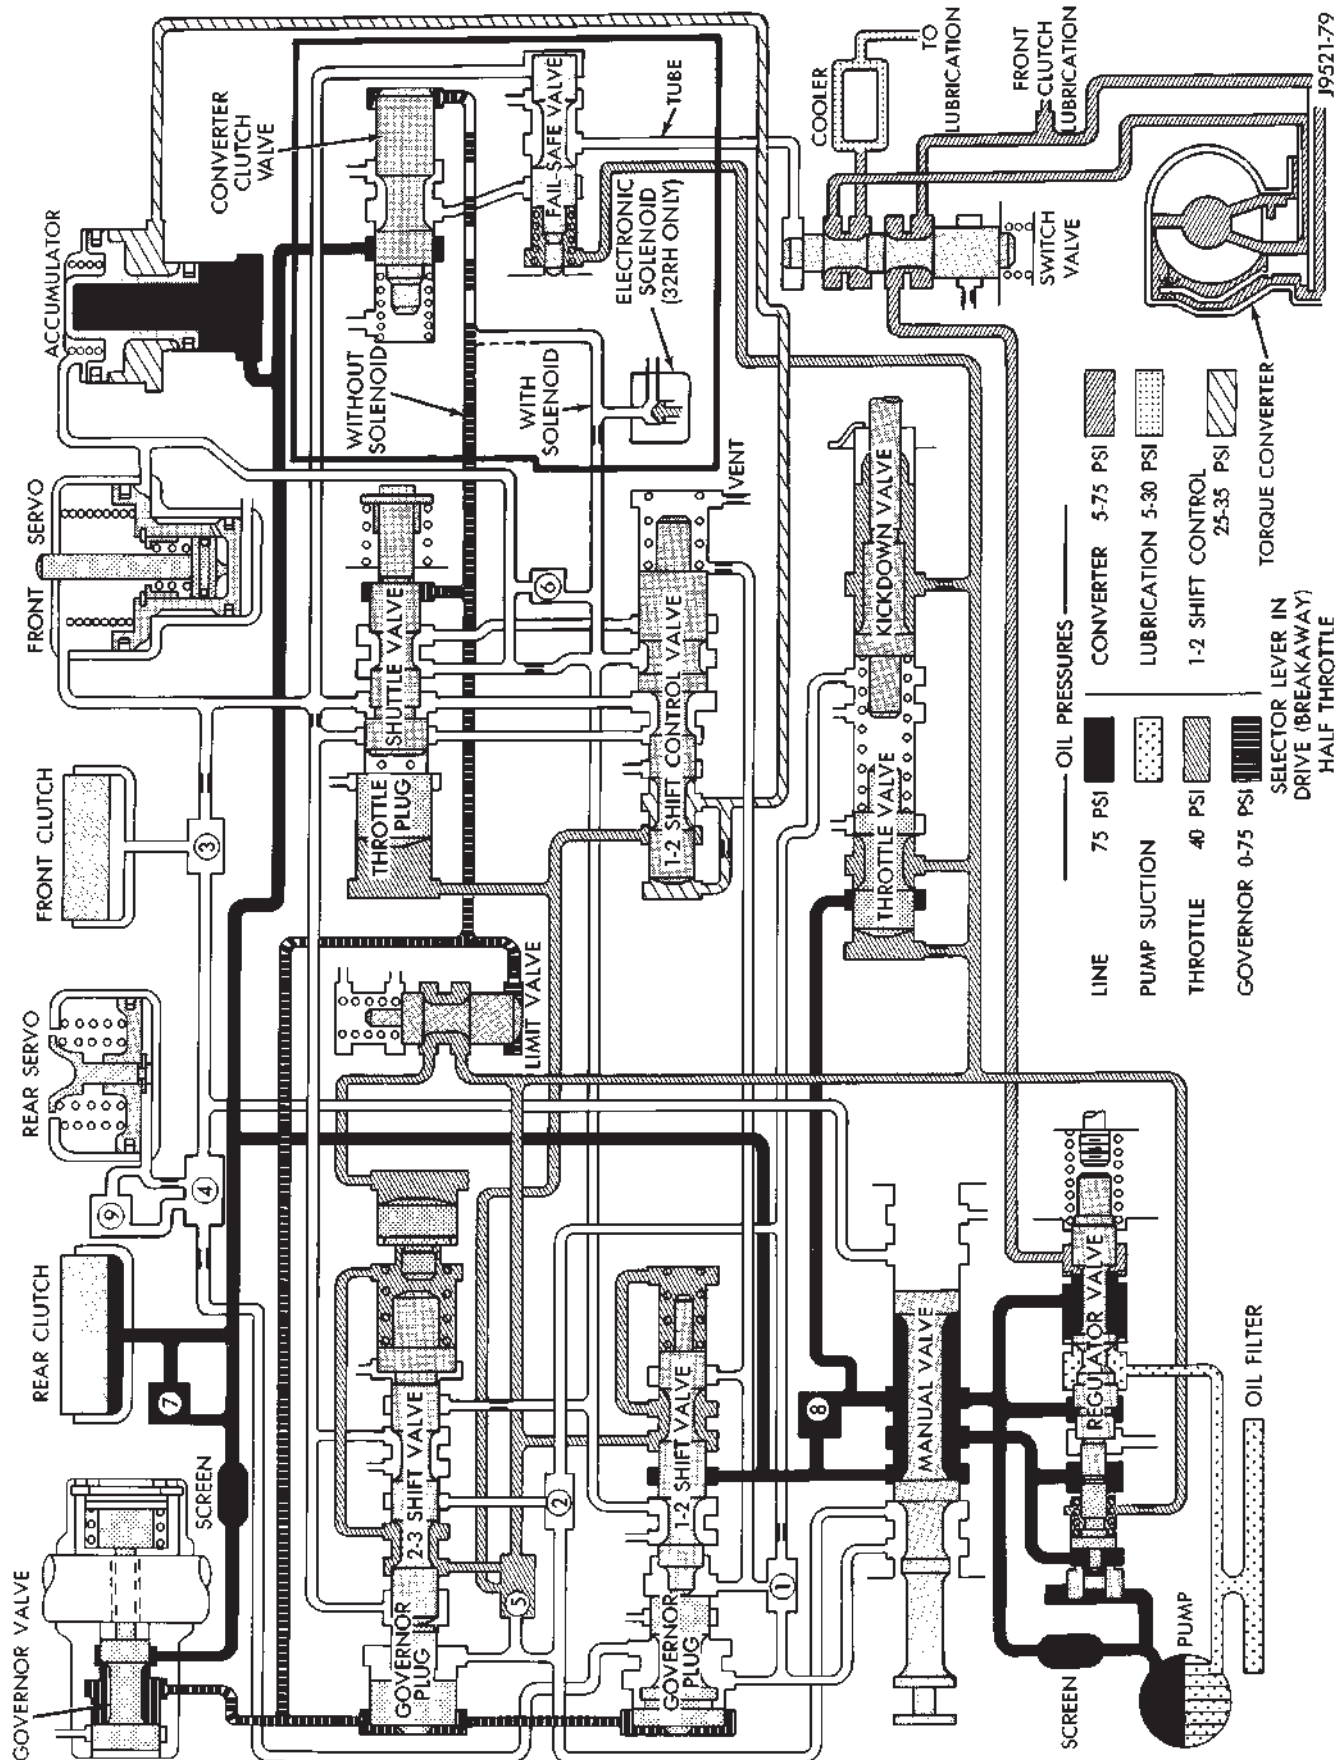 GOVERNOR VALVE
SCREEN
REAR CLUTCH
7
9
4
REAR SERVO
3
FRONT CLUTCH
FRONT SERVO
ACCUMULATOR
CONVERTER
CLUTCH
VALVE
FAIL-SAFE VALVE
TUBE
WITHOUT
SOLENOID
WITH
SOLENOID
ELECTRONIC
SOLENOID
(32RH ONLY)
GOVERNOR
PLUG
2-3 SHIFT VALVE
5
2
LIMIT VALVE
THROTTLE
PLUG
SHUTTLE VALVE
6
1-2 SHIFT CONTROL VALVE
VENT
GOVERNOR
PLUG
1-2 SHIFT VALVE
1
8
MANUAL VALVE
THROTTLE VALVE
KICKDOWN VALVE
SWITCH
VALVE
COOLER
TO
LUBRICATION
FRONT
CLUTCH
LUBRICATION
SCREEN
PUMP
REGULATOR VALVE
OIL FILTER
OIL PRESSURES
LINE 75 PSI
PUMP SUCTION
THROTTLE 40 PSI
GOVERNOR 0-75 PSI
CONVERTER 5-75 PSI
LUBRICATION 5-30 PSI
1-2 SHIFT CONTROL
25-35 PSI
SELECTOR LEVER IN
DRIVE (BREAKAWAY)
HALF THROTTLE
TORQUE CONVERTER
J9521-79